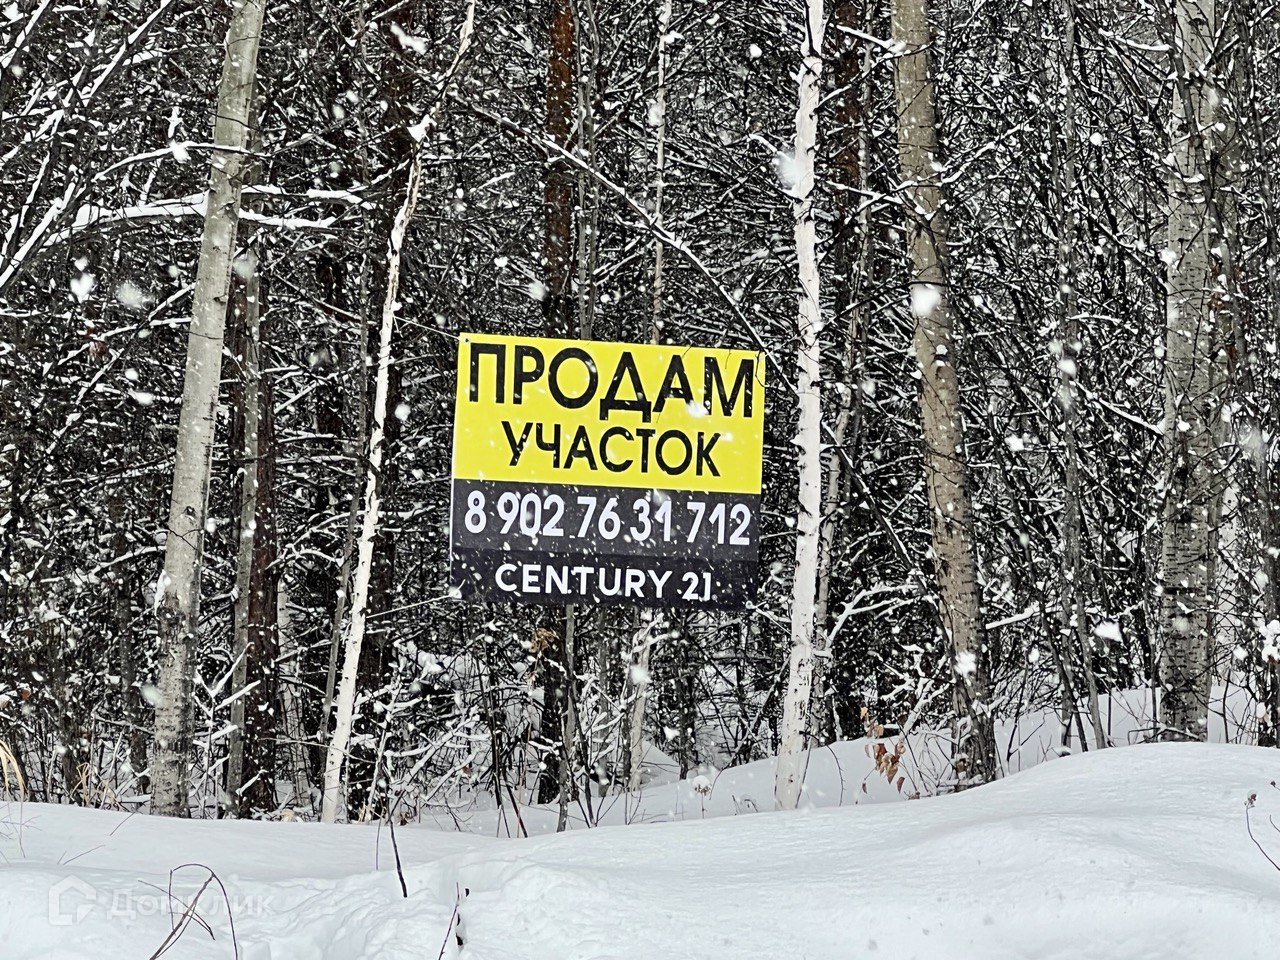 ПРОДАМ
УЧАСТОК
8 902 76 31 712
CENTURY 21
ДомКлик